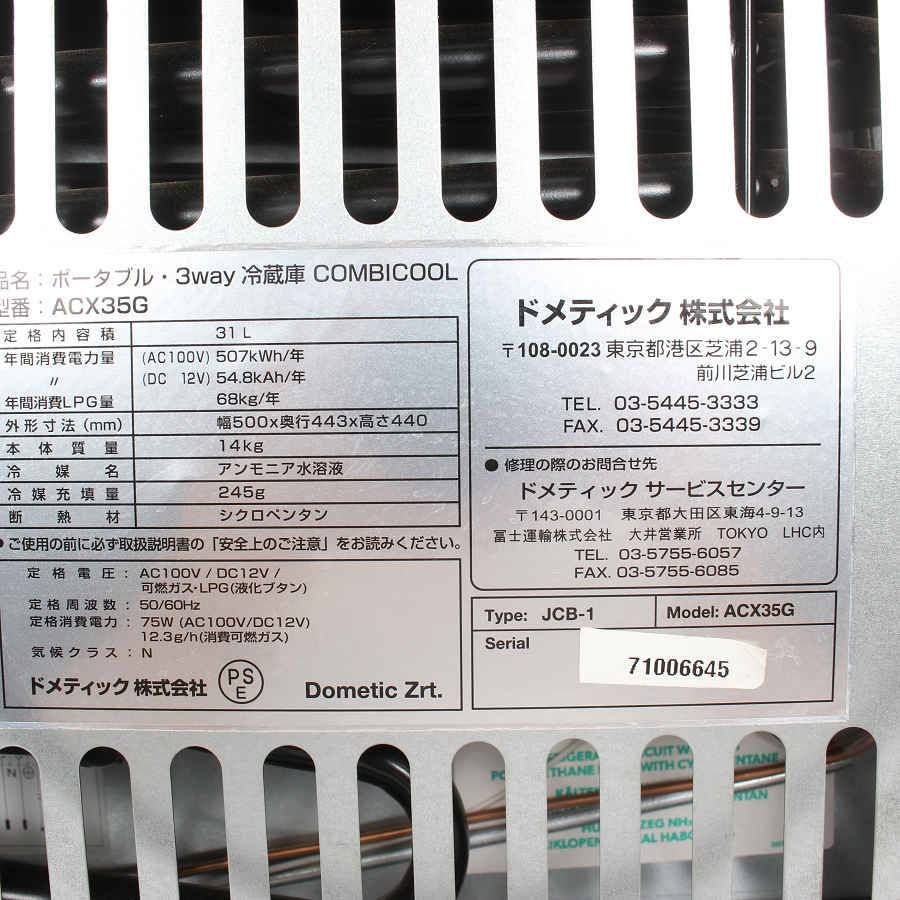 品名：ポータブル・3way 冷蔵庫 COMBICOOL
型番：ACX35G
定格内容積 31 L
年間消費電力量 (AC100V) 507kWh/年
〃 (DC 12V) 54.8kAh/年
年間消費LPG量 68kg/年
外形寸法(mm) 幅500x奥行443x高さ440
本体質量 14kg
冷媒名 アンモニア水溶液
冷媒充填量 245g
断熱材 シクロペンタン
●ご使用の前に必ず取扱説明書の「安全上のご注意」をお読みください。
定格電圧：AC100V / DC12V /
可燃ガス・LPG(液化ブタン)
定格周波数：50/60Hz
定格消費電力：75W (AC100V/DC12V)
12.3g/h(消費可燃ガス)
気候クラス：N
ドメティック 株式会社 PSE Dometic Zrt.
ドメティック 株式会社
〒108-0023 東京都港区芝浦2-13-9
前川芝浦ビル2
TEL. 03-5445-3333
FAX. 03-5445-3339
● 修理の際のお問合せ先
ドメティック サービスセンター
〒143-0001 東京都大田区東海4-9-13
冨士運輸株式会社 大井営業所 TOKYO LHC内
TEL. 03-5755-6057
FAX. 03-5755-6085
Type: JCB-1 Model: ACX35G
Serial
71006645
N
CUIT W
WITH CY NTANE
KÄLTE
NTAN
ZEG NH₃